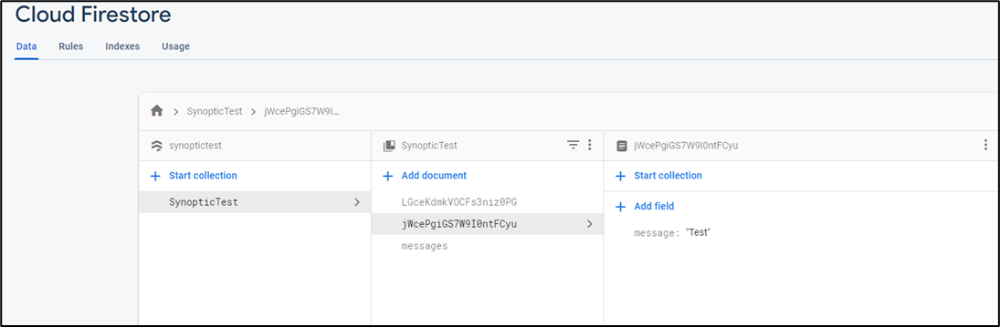 Cloud Firestore
Data Rules Indexes Usage
SynopticTest jWcePgiGS7W9I...
synoptictest SynopticTest jWcePgiGS7W9I0ntFCyu
Start collection Add document Start collection
SynopticTest LGceKdmkVOCFs3niz0PG Add field
jWcePgiGS7W9I0ntFCyu message: "Test"
messages